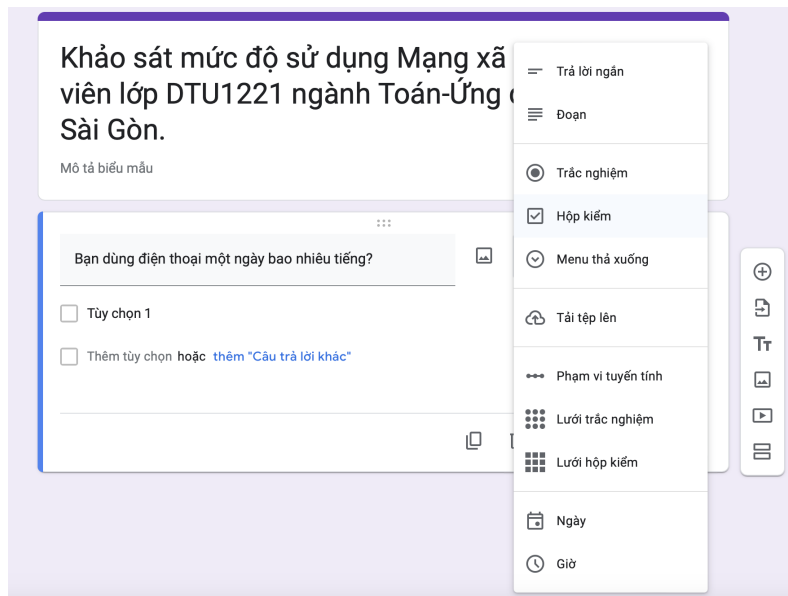 Khảo sát mức độ sử dụng Mạng xã
viên lớp DTU1221 ngành Toán-Ứng
Sài Gòn.
Mô tả biểu mẫu
Bạn dùng điện thoại một ngày bao nhiêu tiếng?
Tùy chọn 1
Thêm tùy chọn hoặc thêm "Câu trả lời khác"
Trả lời ngắn
Đoạn
Trắc nghiệm
Hộp kiểm
Menu thả xuống
Tải tệp lên
Phạm vi tuyến tính
Lưới trắc nghiệm
Lưới hộp kiểm
Ngày
Giờ
Tт